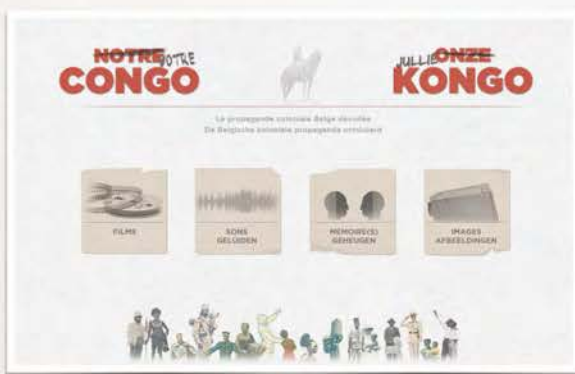 NOTRE VOTRE
CONGO
JULLIE ONZE
KONGO
La propagande coloniale Belge dévoilée
De Belgische koloniale propaganda ontsluierd
FILMS
SONS
GELUIDEN
MEMOIRE(S)
GEHEUGEN
IMAGES
AFBEELDINGEN